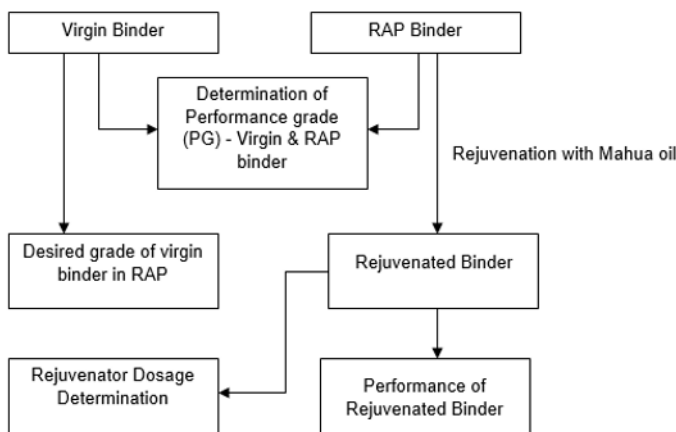 Virgin Binder
RAP Binder
Determination of
Performance grade
(PG) - Virgin & RAP
binder
Rejuvenation with Mahua oil
Desired grade of virgin
binder in RAP
Rejuvenated Binder
Rejuvenator Dosage
Determination
Performance of
Rejuvenated Binder